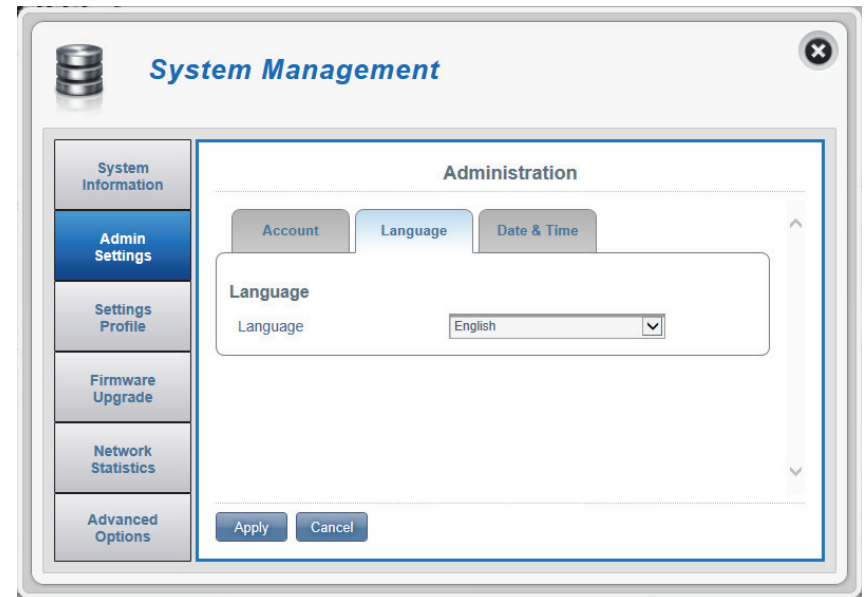 System Management
System
Information
Admin
Settings
Settings
Profile
Firmware
Upgrade
Network
Statistics
Advanced
Options
Administration
Account
Language
Date & Time
Language
Language
English
Apply
Cancel